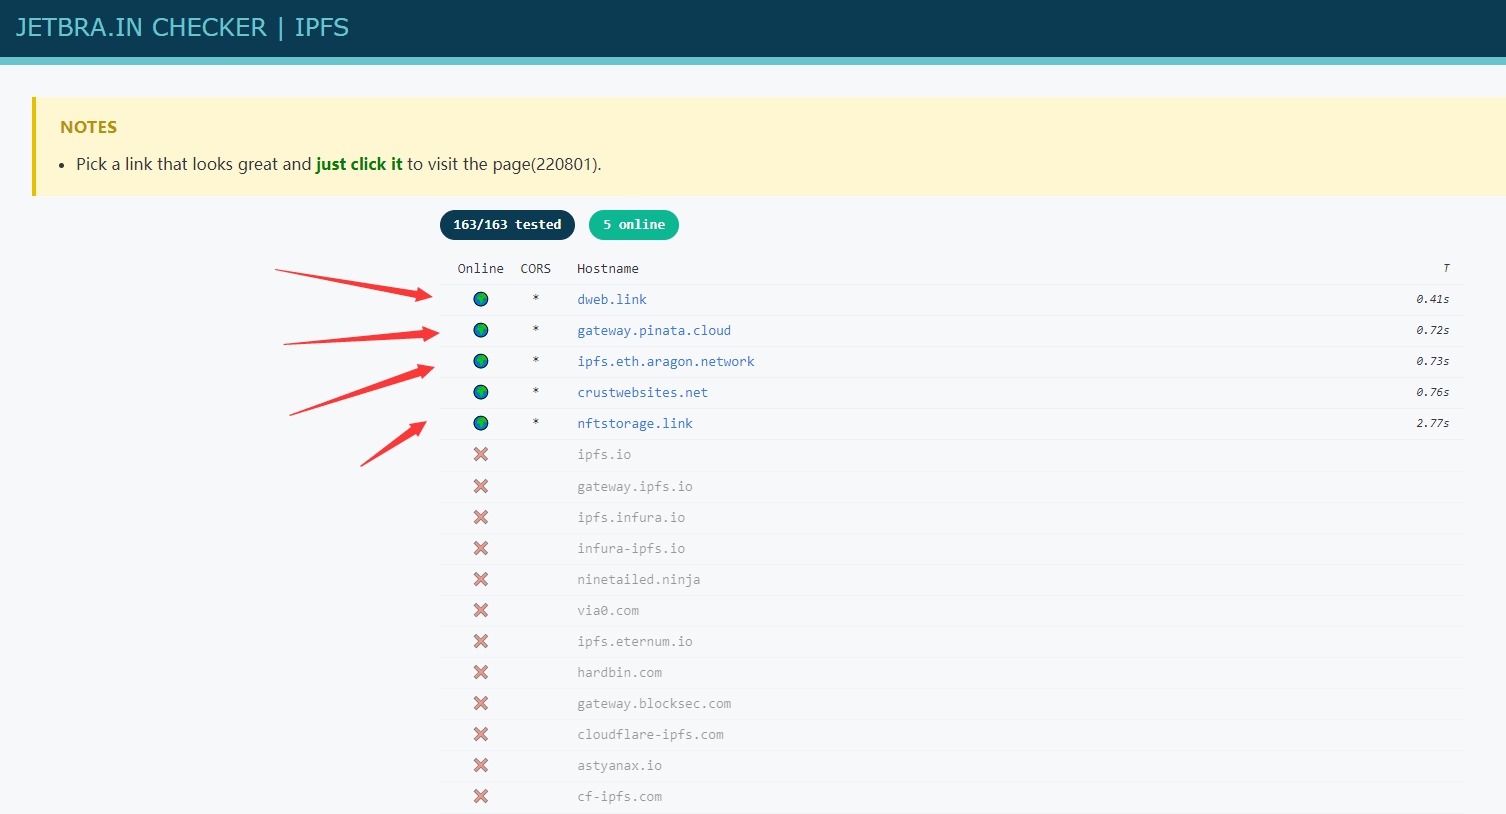 JETBRA.IN CHECKER | IPFS
NOTES
• Pick a link that looks great and just click it to visit the page(220801).
163/163 tested 5 online
Online CORS Hostname T
* dweb.link 0.41s
* gateway.pinata.cloud 0.72s
* ipfs.eth.aragon.network 0.73s
* crustwebsites.net 0.76s
* nftstorage.link 2.77s
ipfs.io
gateway.ipfs.io
ipfs.infura.io
infura-ipfs.io
ninetailed.ninja
via0.com
ipfs.eternum.io
hardbin.com
gateway.blocksec.com
cloudflare-ipfs.com
astyanax.io
cf-ipfs.com